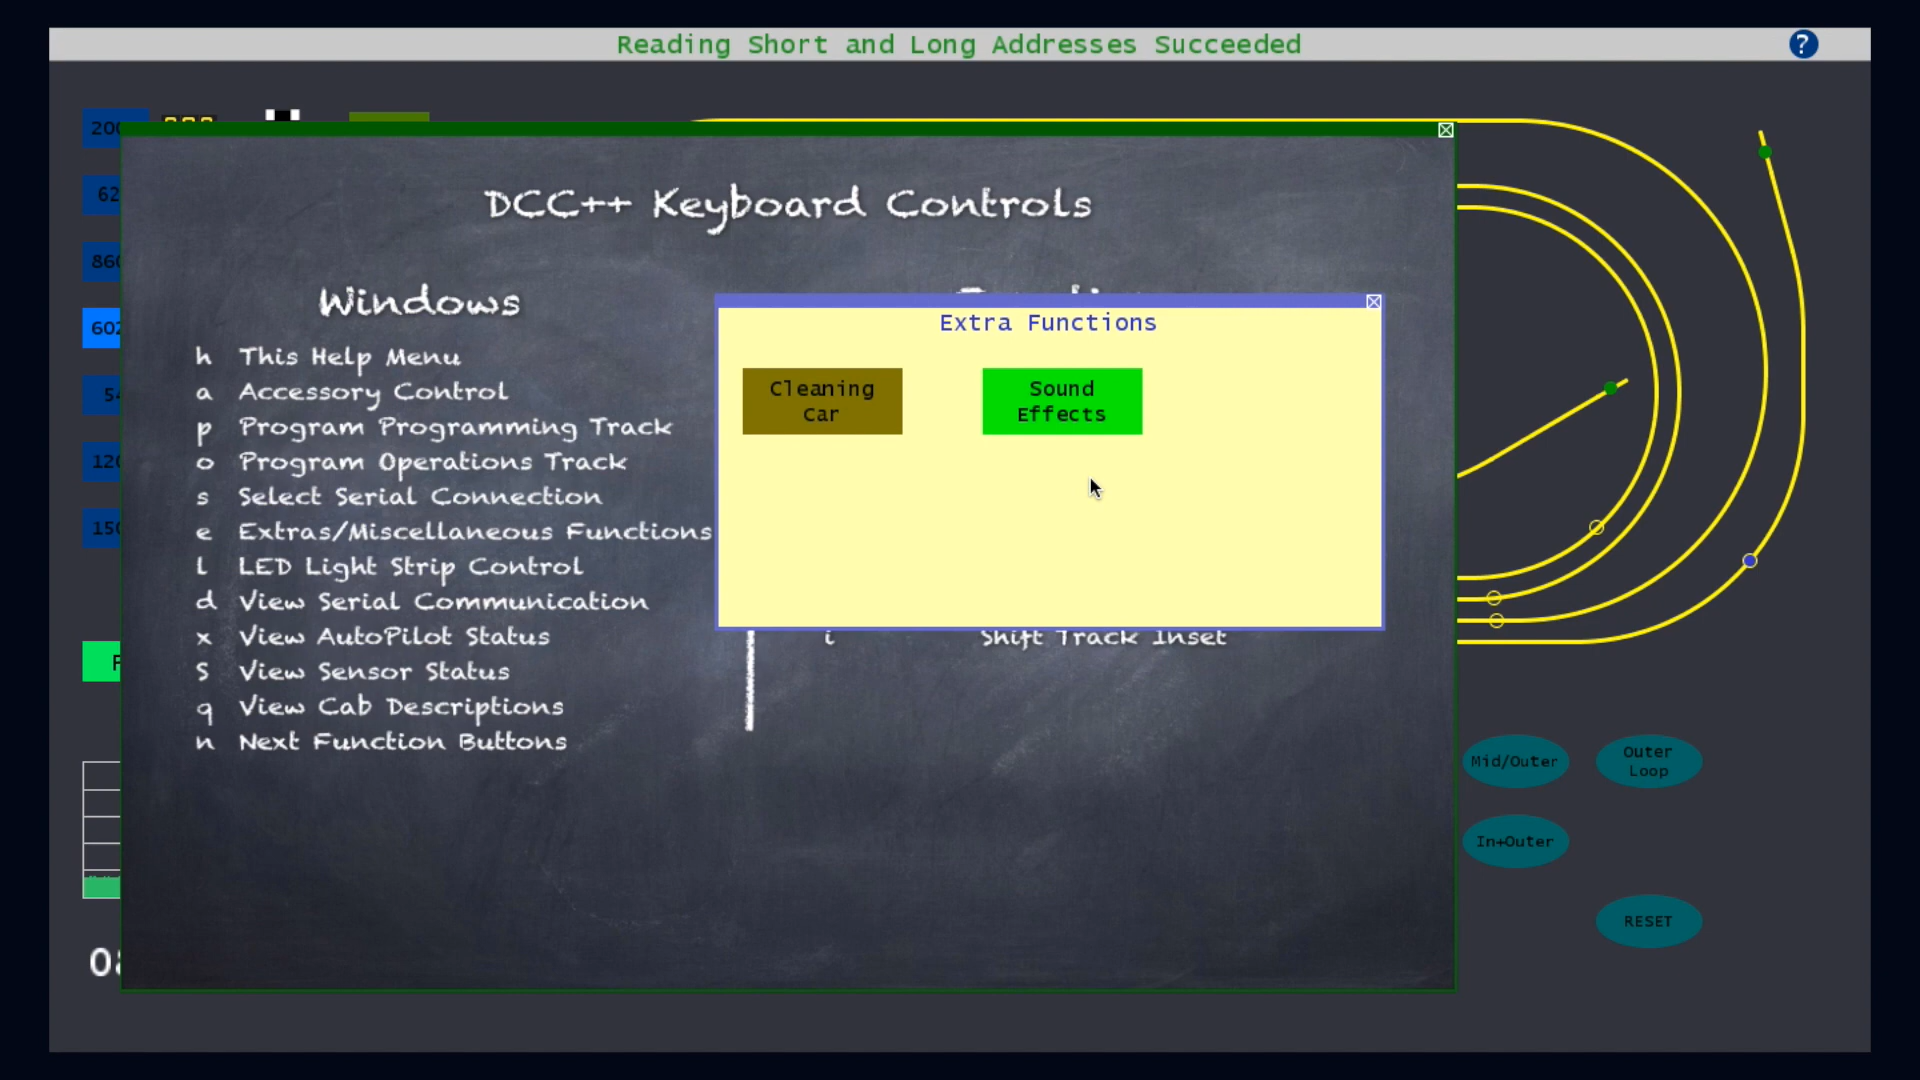 Reading Short and Long Addresses Succeeded
?
DCC++ Keyboard Controls
Windows
h This Help Menu
a Accessory Control
p Program Programming Track
o Program Operations Track
s Select Serial Connection
e Extras/Miscellaneous Functions
l LED Light Strip Control
d View Serial Communication
x View AutoPilot Status
S View Sensor Status
q View Cab Descriptions
n Next Function Buttons
Extra Functions
Cleaning
Car
Sound
Effects
i Shift Track Inset
Mid/Outer
Outer
Loop
In+Outer
RESET